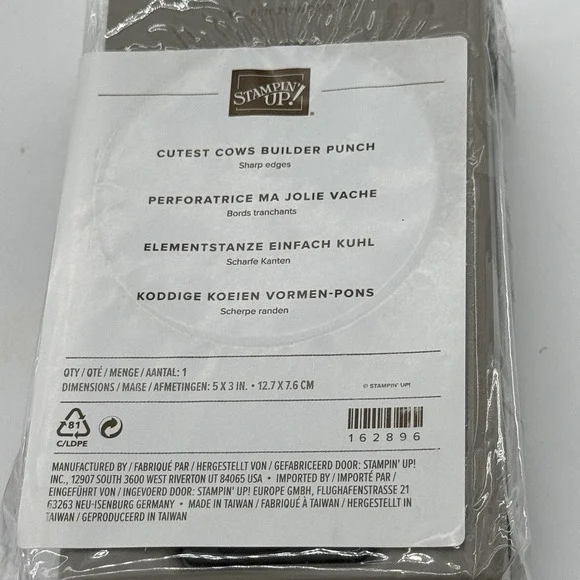 STAMPIN'
UP!®
CUTEST COWS BUILDER PUNCH
Sharp edges
PERFORATRICE MA JOLIE VACHE
Bords tranchants
ELEMENTSTANZE EINFACH KUHL
Scharfe Kanten
KODDIGE KOEIEN VORMEN-PONS
Scherpe randen
QTY / QTÉ / MENGE / AANTAL: 1
DIMENSIONS / MAẞE / AFMETINGEN: 5 X 3 IN. • 12.7 X 7.6 CM
© STAMPIN' UP!
81
C/LDPE
162896
MANUFACTURED BY / FABRIQUÉ PAR / HERGESTELLT VON / GEFABRICEERD DOOR: STAMPIN' UP!
INC., 12907 SOUTH 3600 WEST RIVERTON UT 84065 USA • IMPORTED BY / IMPORTÉ PAR /
EINGEFÜHRT VON / INGEVOERD DOOR: STAMPIN' UP! EUROPE GMBH, FLUGHAFENSTRASSE 21
63263 NEU-ISENBURG GERMANY • MADE IN TAIWAN / FABRIQUÉ À TAIWAN / HERGESTELLT IN
TAIWAN / GEPRODUCEERD IN TAIWAN